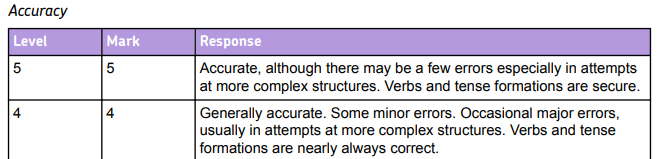 Accuracy
Level Mark Response
5 5 Accurate, although there may be a few errors especially in attempts
at more complex structures. Verbs and tense formations are secure.
4 4 Generally accurate. Some minor errors. Occasional major errors,
usually in attempts at more complex structures. Verbs and tense
formations are nearly always correct.